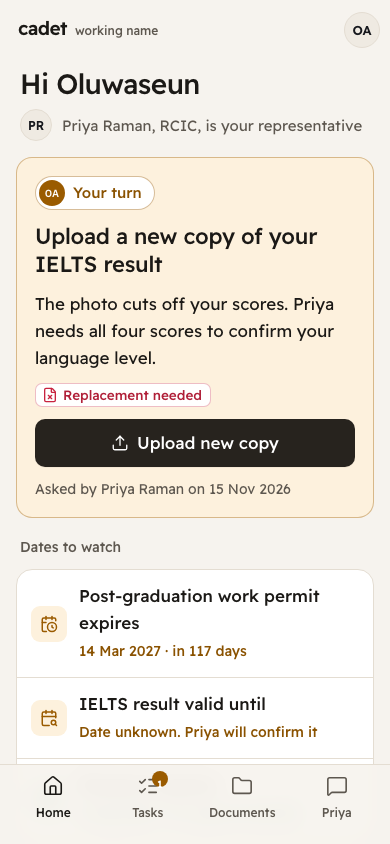 cadet working name
OA
Hi Oluwaseun
PR Priya Raman, RCIC, is your representative
OA Your turn
Upload a new copy of your
IELTS result
The photo cuts off your scores. Priya
needs all four scores to confirm your
language level.
Replacement needed
Upload new copy
Asked by Priya Raman on 15 Nov 2026
Dates to watch
Post-graduation work permit
expires
14 Mar 2027 · in 117 days
IELTS result valid until
Date unknown. Priya will confirm it
Home
Tasks
Documents
Priya